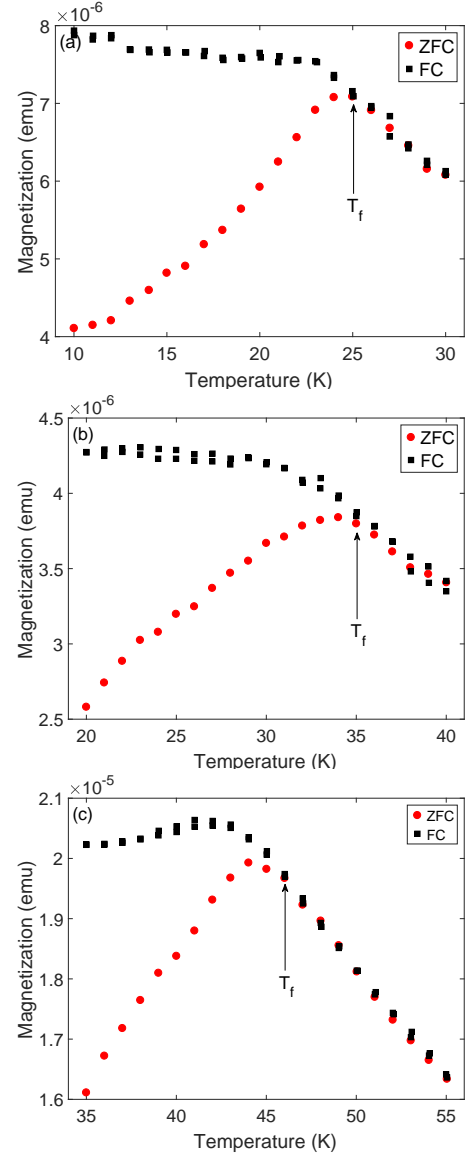 ×10⁻⁶
8
(a)
ZFC
FC
7
Magnetization (emu)
6
T_f
5
4
10 15 20 25 30
Temperature (K)
×10⁻⁶
4.5
(b)
ZFC
FC
4
Magnetization (emu)
3.5
T_f
3
2.5
20 25 30 35 40
Temperature (K)
×10⁻⁵
2.1
(c)
ZFC
FC
2
Magnetization (emu)
1.9
1.8
T_f
1.7
1.6
35 40 45 50 55
Temperature (K)